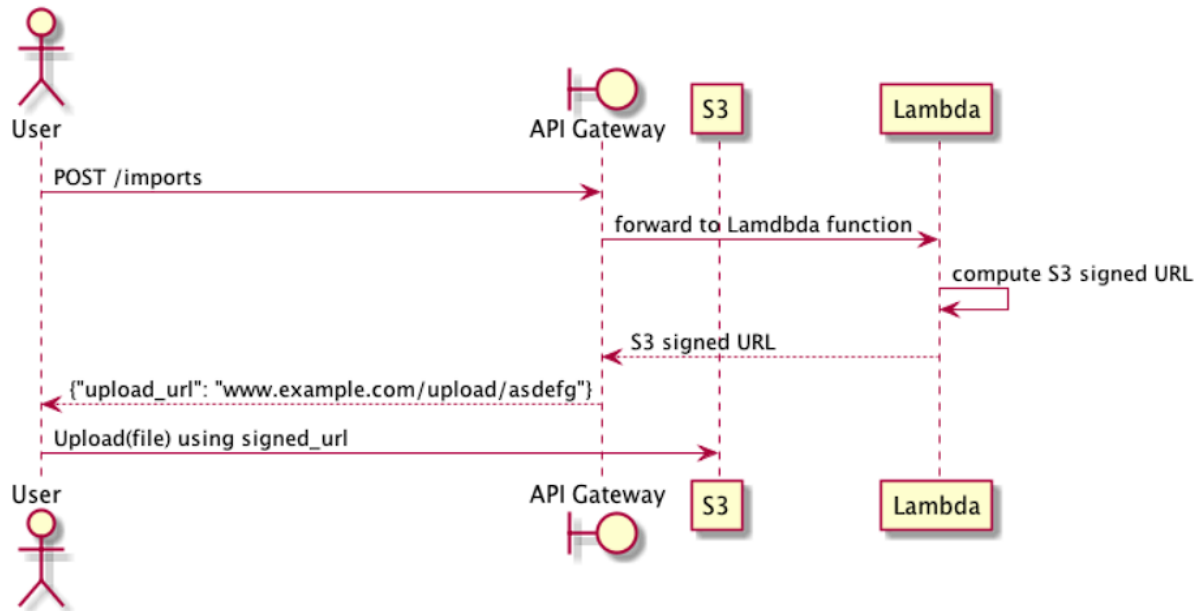 User
API Gateway
S3
Lambda
POST /imports
forward to Lamdbda function
compute S3 signed URL
S3 signed URL
{"upload_url": "www.example.com/upload/asdefg"}
Upload(file) using signed_url
User
API Gateway
S3
Lambda